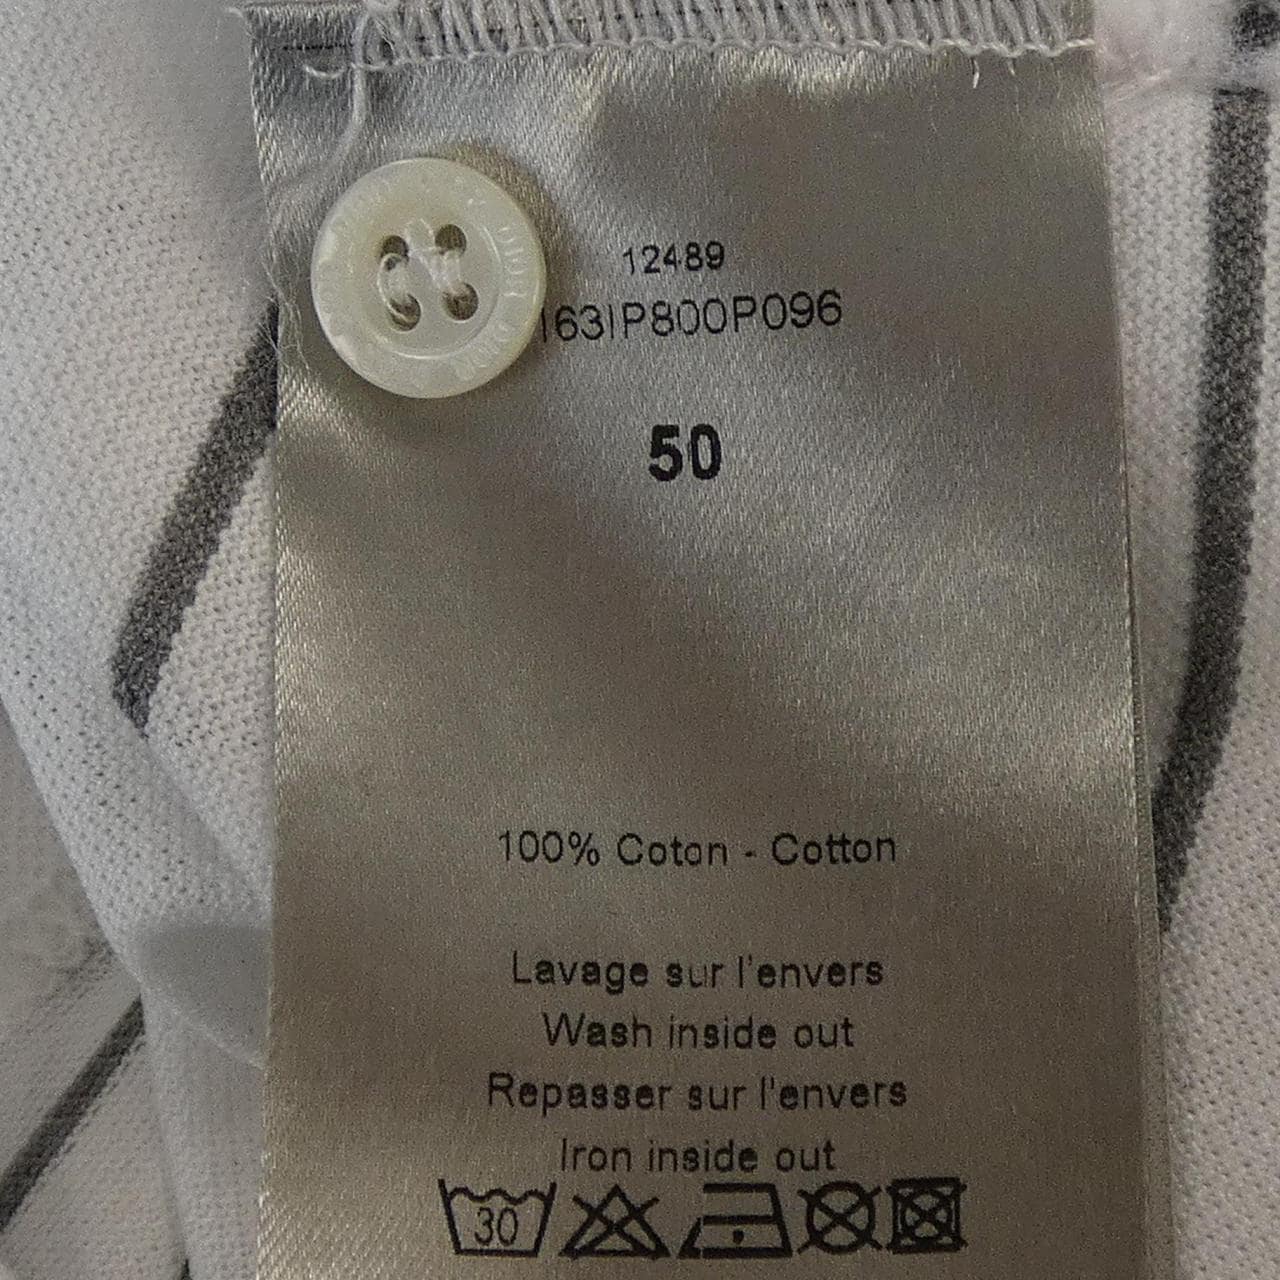 12489
163IP800P096
50
100% Coton - Cotton
Lavage sur l'envers
Wash inside out
Repasser sur l'envers
Iron inside out
30